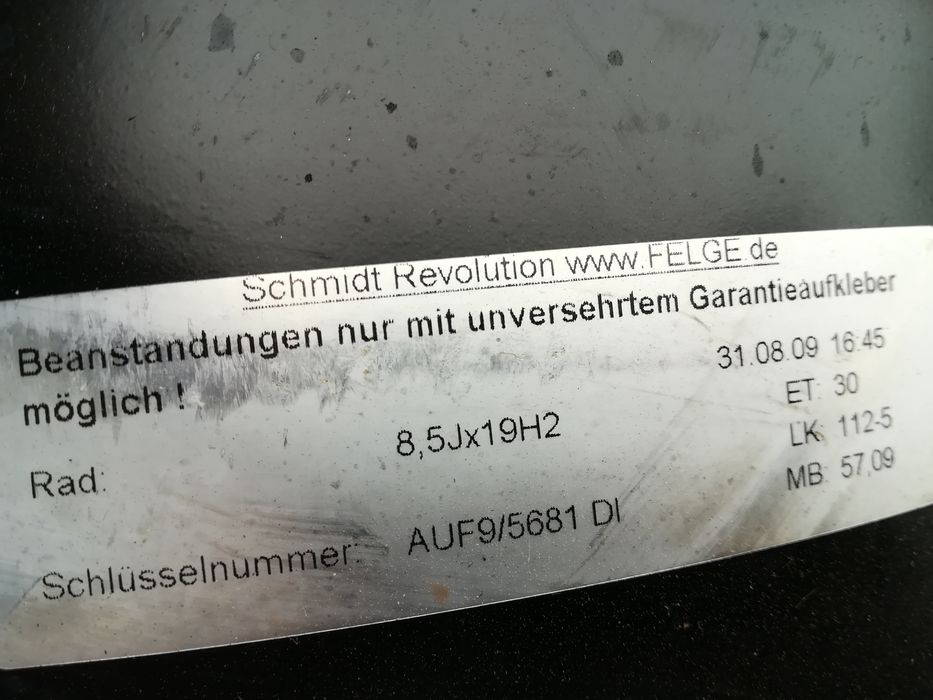 Schmidt Revolution www.FELGE.de
Beanstandungen nur mit unversehrtem Garantieaufkleber
möglich !
31.08.09 16:45
Rad: 8,5Jx19H2 ET: 30
LK: 112-5
Schlüsselnummer: AUF9/5681 DI MB: 57,09